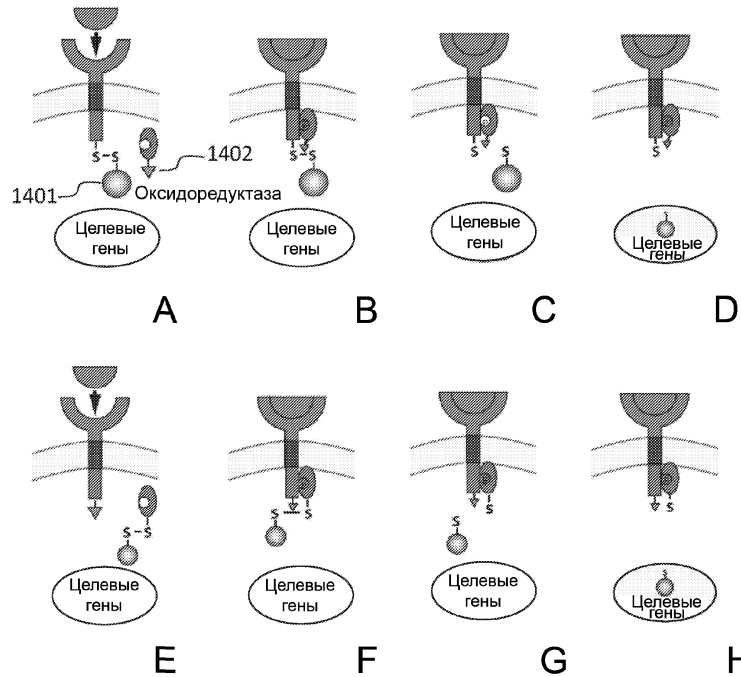 S-S
1402
1401
Оксидоредуктаза
Целевые
гены
A
S-S
Целевые
гены
B
S
S
Целевые
гены
C
S
S
Целевые
гены
D
S-S
Целевые
гены
E
S
S
Целевые
гены
F
S
S
Целевые
гены
G
S
S
Целевые
гены
H